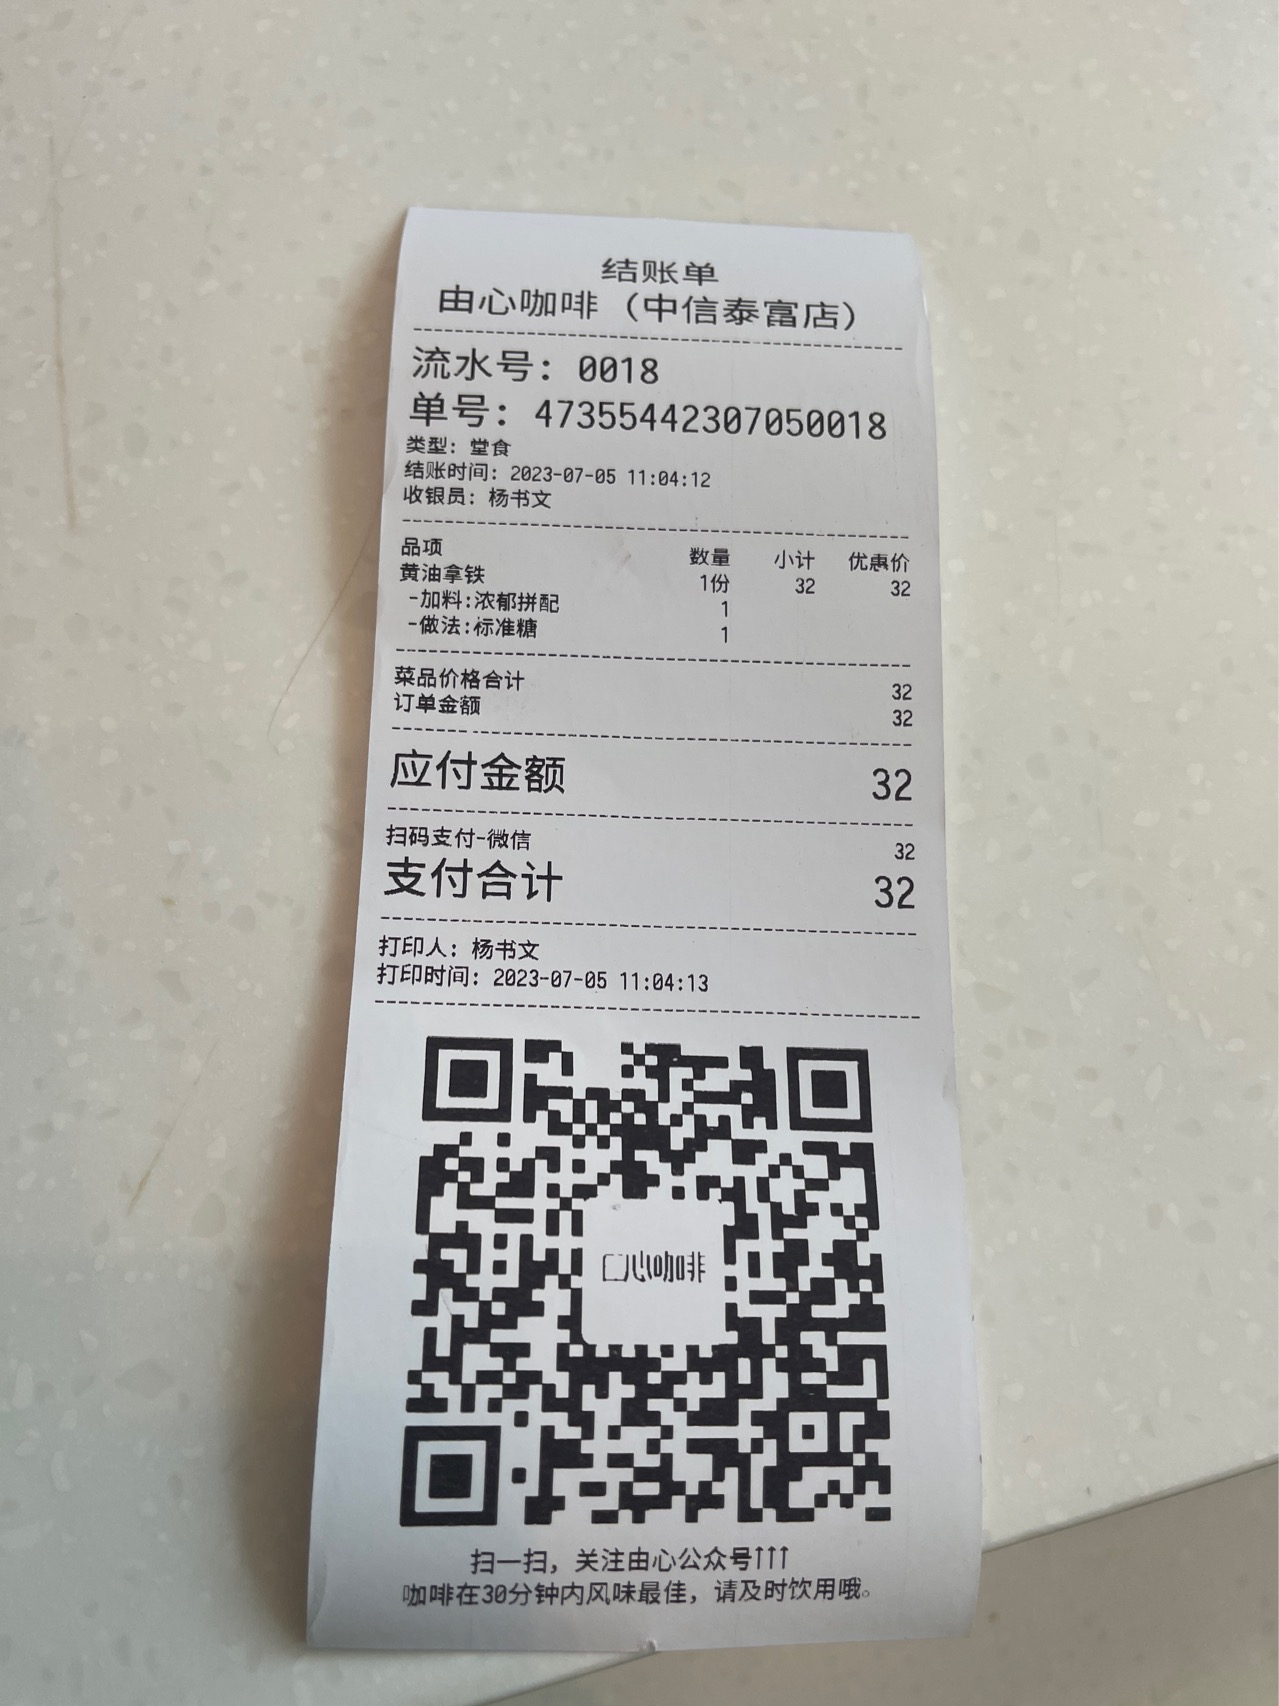 结账单
由心咖啡（中信泰富店）
流水号：0018
单号：47355442307050018
类型：堂食
结账时间：2023-07-05 11:04:12
收银员：杨书文
品项 数量 小计 优惠价
黄油拿铁 1份 32 32
-加料:浓郁拼配 1
-做法:标准糖 1
菜品价格合计 32
订单金额 32
应付金额 32
扫码支付-微信 32
支付合计 32
打印人：杨书文
打印时间：2023-07-05 11:04:13
心咖啡
扫一扫，关注由心公众号↑↑↑
咖啡在30分钟内风味最佳，请及时饮用哦。